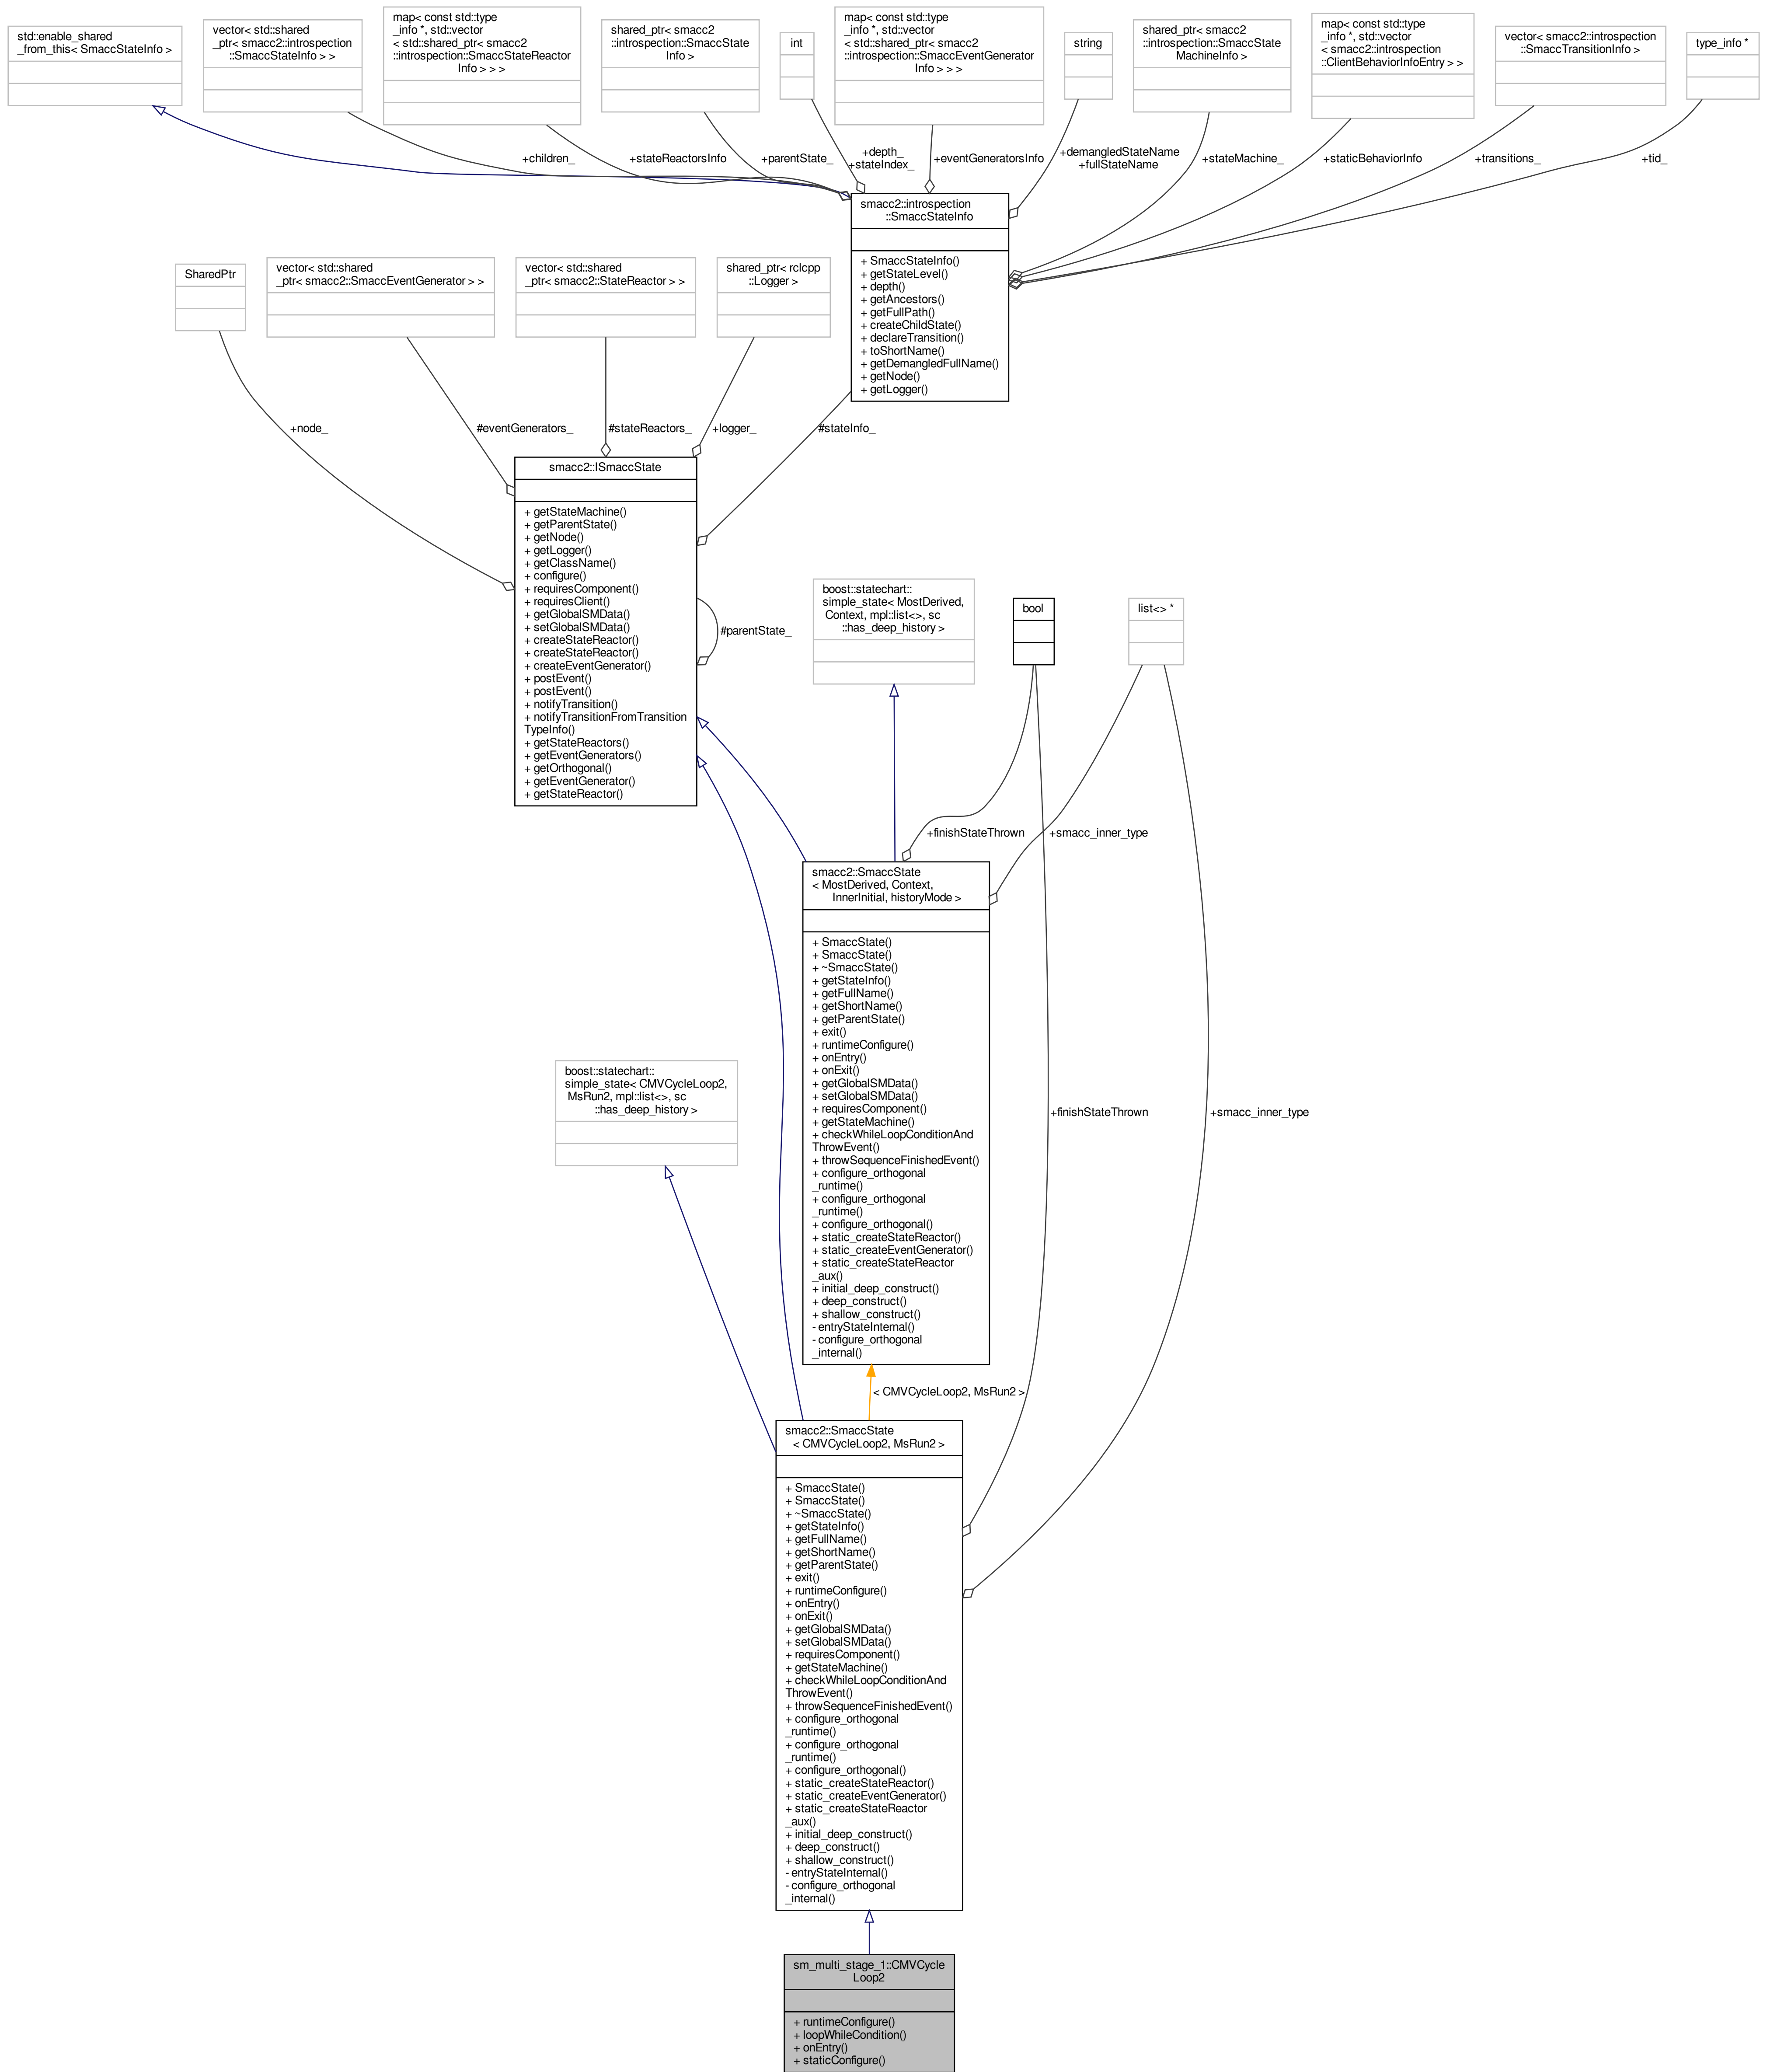 std::enable_shared
_from_this< SmaccStateInfo >
vector< std::shared
_ptr< smacc2::introspection
::SmaccStateInfo > >
map< const std::type
_info *, std::vector
< std::shared_ptr< smacc2
::introspection::SmaccStateReactor
Info > > >
shared_ptr< smacc2
::introspection::SmaccState
Info >
int
map< const std::type
_info *, std::vector
< std::shared_ptr< smacc2
::introspection::SmaccEventGenerator
Info > > >
string
shared_ptr< smacc2
::introspection::SmaccState
MachineInfo >
map< const std::type
_info *, std::vector
< smacc2::introspection
::ClientBehaviorInfoEntry > >
vector< smacc2::introspection
::SmaccTransitionInfo >
type_info *
+children_
+stateReactorsInfo
+parentState_
+depth_
+stateIndex_
+eventGeneratorsInfo
+demangledStateName
+fullStateName
+stateMachine_
+staticBehaviorInfo
+transitions_
+tid_
smacc2::introspection
::SmaccStateInfo
+ SmaccStateInfo()
+ getStateLevel()
+ depth()
+ getAncestors()
+ getFullPath()
+ createChildState()
+ declareTransition()
+ toShortName()
+ getDemangledFullName()
+ getNode()
+ getLogger()
SharedPtr
vector< std::shared
_ptr< smacc2::SmaccEventGenerator > >
vector< std::shared
_ptr< smacc2::StateReactor > >
shared_ptr< rclcpp
::Logger >
+node_
#eventGenerators_
#stateReactors_
+logger_
#stateInfo_
smacc2::ISmaccState
+ getStateMachine()
+ getParentState()
+ getNode()
+ getLogger()
+ getClassName()
+ configure()
+ requiresComponent()
+ requiresClient()
+ getGlobalSMData()
+ setGlobalSMData()
+ createStateReactor()
+ createStateReactor()
+ createEventGenerator()
+ postEvent()
+ postEvent()
+ notifyTransition()
+ notifyTransitionFromTransition
TypeInfo()
+ getStateReactors()
+ getEventGenerators()
+ getOrthogonal()
+ getEventGenerator()
+ getStateReactor()
#parentState_
boost::statechart::
simple_state< MostDerived,
Context, mpl::list<>, sc
::has_deep_history >
bool
list<> *
+finishStateThrown
+smacc_inner_type
smacc2::SmaccState
< MostDerived, Context,
InnerInitial, historyMode >
+ SmaccState()
+ SmaccState()
+ ~SmaccState()
+ getStateInfo()
+ getFullName()
+ getShortName()
+ getParentState()
+ exit()
+ runtimeConfigure()
+ onEntry()
+ onExit()
+ getGlobalSMData()
+ setGlobalSMData()
+ requiresComponent()
+ getStateMachine()
+ checkWhileLoopConditionAnd
ThrowEvent()
+ throwSequenceFinishedEvent()
+ configure_orthogonal
_runtime()
+ configure_orthogonal
_runtime()
+ configure_orthogonal()
+ static_createStateReactor()
+ static_createEventGenerator()
+ static_createStateReactor
_aux()
+ initial_deep_construct()
+ deep_construct()
+ shallow_construct()
- entryStateInternal()
- configure_orthogonal
_internal()
boost::statechart::
simple_state< CMVCycleLoop2,
MsRun2, mpl::list<>, sc
::has_deep_history >
+finishStateThrown
+smacc_inner_type
< CMVCycleLoop2, MsRun2 >
smacc2::SmaccState
< CMVCycleLoop2, MsRun2 >
+ SmaccState()
+ SmaccState()
+ ~SmaccState()
+ getStateInfo()
+ getFullName()
+ getShortName()
+ getParentState()
+ exit()
+ runtimeConfigure()
+ onEntry()
+ onExit()
+ getGlobalSMData()
+ setGlobalSMData()
+ requiresComponent()
+ getStateMachine()
+ checkWhileLoopConditionAnd
ThrowEvent()
+ throwSequenceFinishedEvent()
+ configure_orthogonal
_runtime()
+ configure_orthogonal
_runtime()
+ configure_orthogonal()
+ static_createStateReactor()
+ static_createEventGenerator()
+ static_createStateReactor
_aux()
+ initial_deep_construct()
+ deep_construct()
+ shallow_construct()
- entryStateInternal()
- configure_orthogonal
_internal()
sm_multi_stage_1::CMVCycle
Loop2
+ runtimeConfigure()
+ loopWhileCondition()
+ onEntry()
+ staticConfigure()